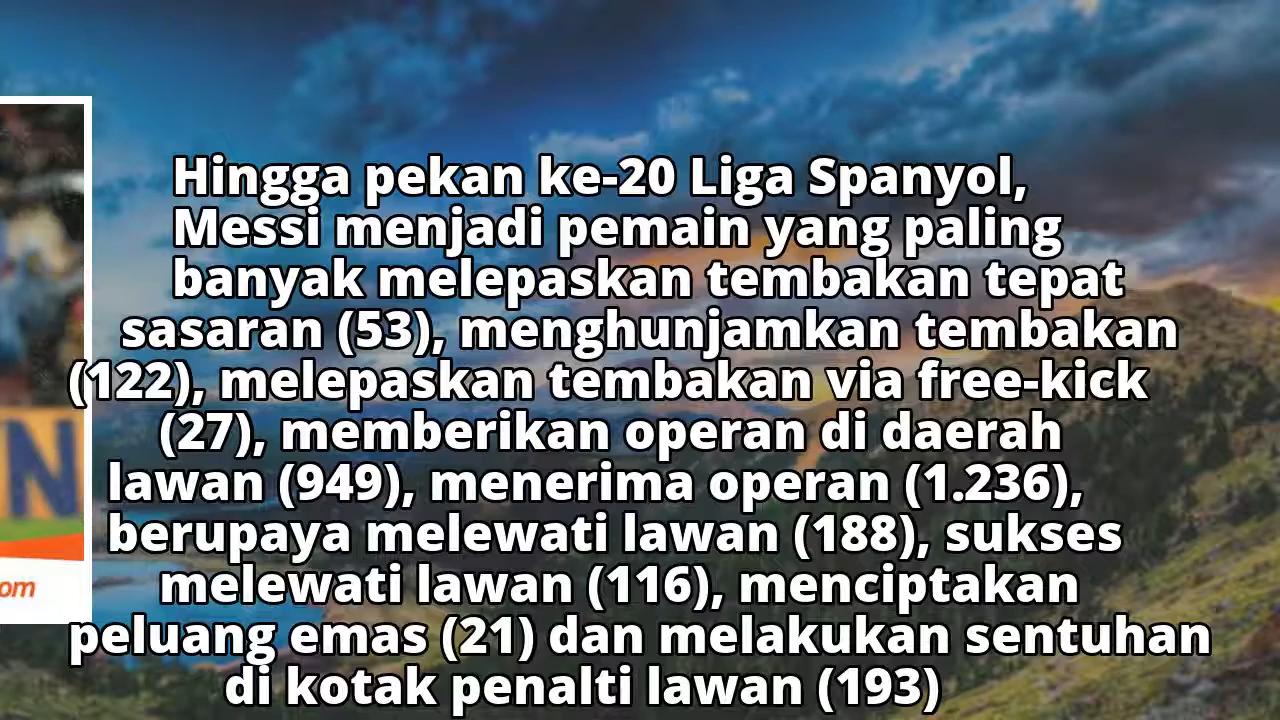 Hingga pekan ke-20 Liga Spanyol,
Messi menjadi pemain yang paling
banyak melepaskan tembakan tepat
sasaran (53), menghunjamkan tembakan
(122), melepaskan tembakan via free-kick
(27), memberikan operan di daerah
lawan (949), menerima operan (1.236),
berupaya melewati lawan (188), sukses
melewati lawan (116), menciptakan
peluang emas (21) dan melakukan sentuhan
di kotak penalti lawan (193)
N
om